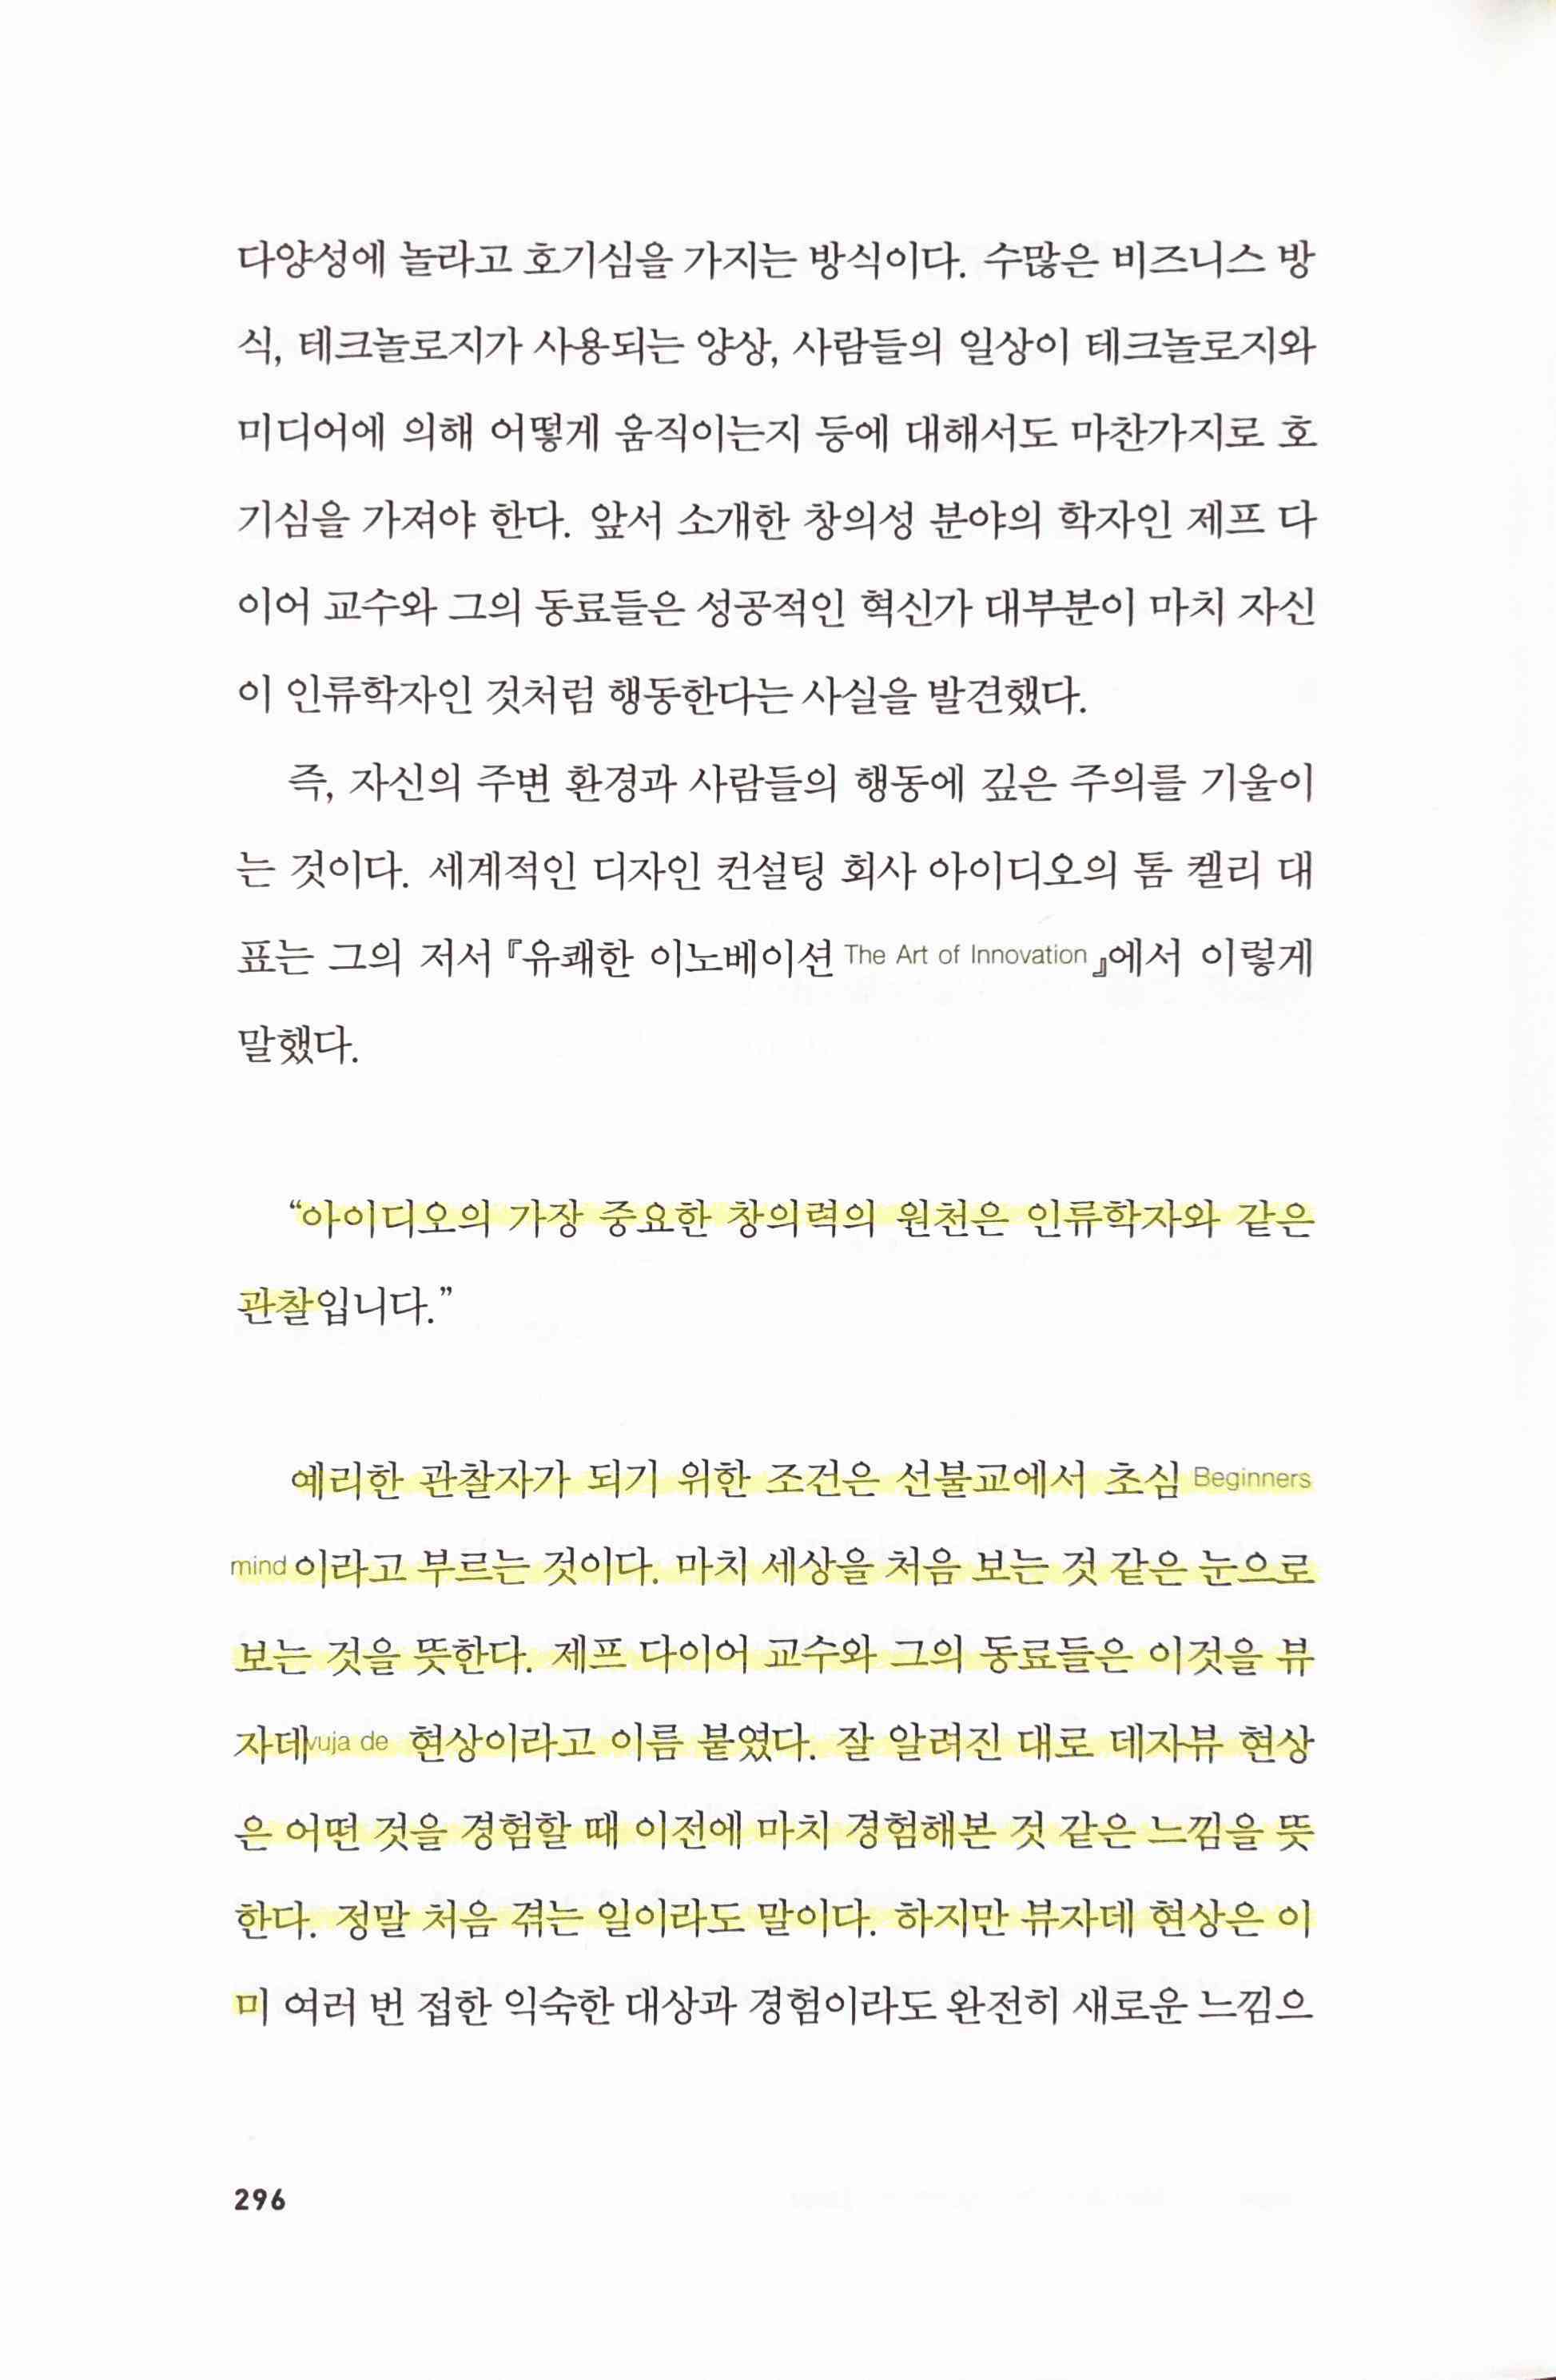 다양성에 놀라고 호기심을 가지는 방식이다. 수많은 비즈니스 방
식, 테크놀로지가 사용되는 양상, 사람들의 일상이 테크놀로지와
미디어에 의해 어떻게 움직이는지 등에 대해서도 마찬가지로 호
기심을 가져야 한다. 앞서 소개한 창의성 분야의 학자인 제프 다
이어 교수와 그의 동료들은 성공적인 혁신가 대부분이 마치 자신
이 인류학자인 것처럼 행동한다는 사실을 발견했다.
즉, 자신의 주변 환경과 사람들의 행동에 깊은 주의를 기울이
는 것이다. 세계적인 디자인 컨설팅 회사 아이디오의 톰 켈리 대
표는 그의 저서 『유쾌한 이노베이션 The Art of Innovation 』에서 이렇게
말했다.
“아이디오의 가장 중요한 창의력의 원천은 인류학자와 같은
관찰입니다.”
예리한 관찰자가 되기 위한 조건은 선불교에서 초심 Beginners
mind 이라고 부르는 것이다. 마치 세상을 처음 보는 것 같은 눈으로
보는 것을 뜻한다. 제프 다이어 교수와 그의 동료들은 이것을 뷰
자데vuja de 현상이라고 이름 붙였다. 잘 알려진 대로 데자뷰 현상
은 어떤 것을 경험할 때 이전에 마치 경험해본 것 같은 느낌을 뜻
한다. 정말 처음 겪는 일이라도 말이다. 하지만 뷰자데 현상은 이
미 여러 번 접한 익숙한 대상과 경험이라도 완전히 새로운 느낌으
296